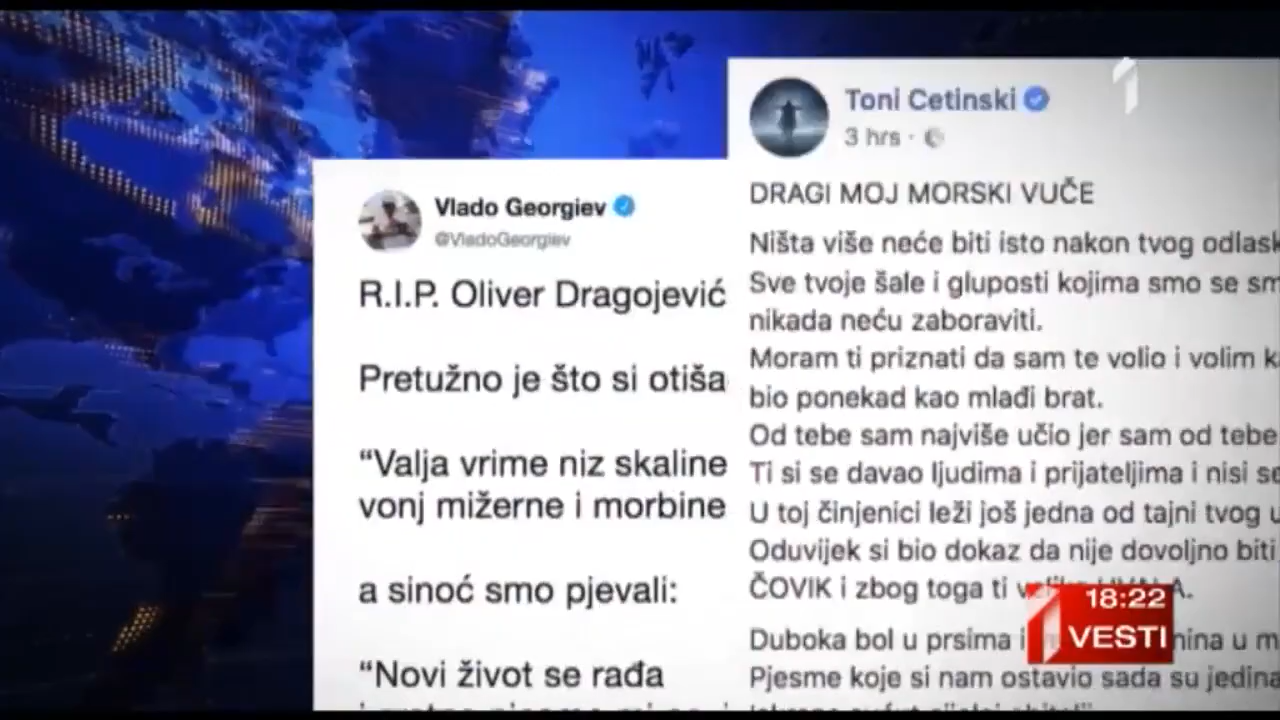 Vlado Georgiev
@VladoGeorgiev
R.I.P. Oliver Dragojević
Pretužno je što si otiša
“Valja vrime niz skaline
vonj mižerne i morbine
a sinoć smo pjevali:
“Novi život se rađa
Toni Cetinski
3 hrs
DRAGI MOJ MORSKI VUČE
Ništa više neće biti isto nakon tvog odlask
Sve tvoje šale i gluposti kojima smo se sm
nikada neću zaboraviti.
Moram ti priznati da sam te volio i volim k
bio ponekad kao mlađi brat.
Od tebe sam najviše učio jer sam od tebe
Ti si se davao ljudima i prijateljima i nisi se
U toj činjenici leži još jedna od tajni tvog u
Oduvijek si bio dokaz da nije dovoljno biti
ČOVIK i zbog toga ti
Duboka bol u prsima i
Pjesme koje si nam ostavio sada su jedina
1
18:22
1 VESTI